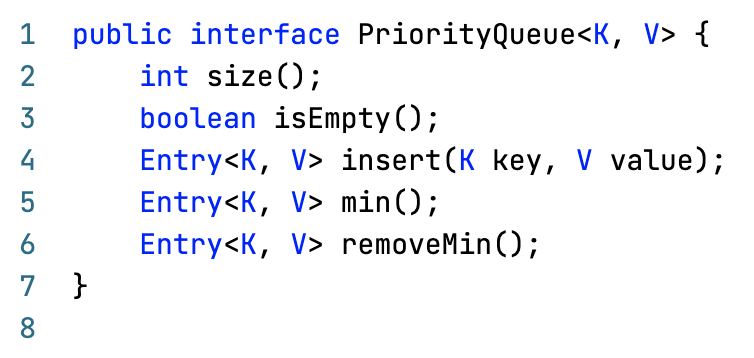 1 public interface PriorityQueue<K, V> {
2     int size();
3     boolean isEmpty();
4     Entry<K, V> insert(K key, V value);
5     Entry<K, V> min();
6     Entry<K, V> removeMin();
7 }
8